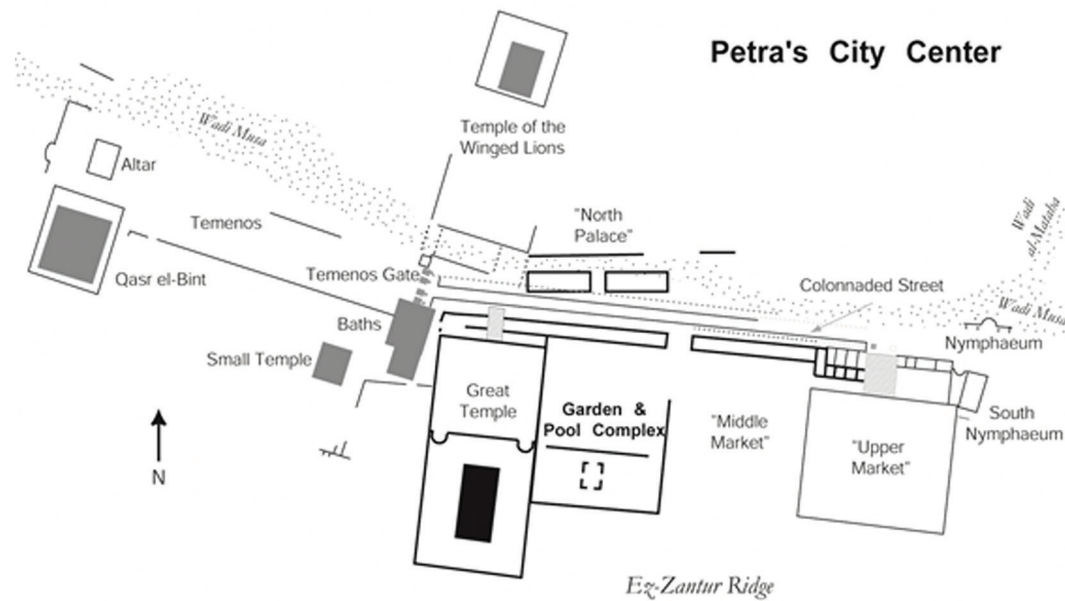 Petra's City Center
Temple of the
Winged Lions
Wadi Musa
Altar
Temenos
"North
Palace"
Wadi
al-Mataba
Qasr el-Bint
Temenos Gate
Colonnaded Street
Wadi Musa
Baths
Nymphaeum
Small Temple
Great
Temple
Garden &
Pool Complex
"Middle
Market"
South
Nymphaeum
"Upper
Market"
N
Ez-Zantur Ridge